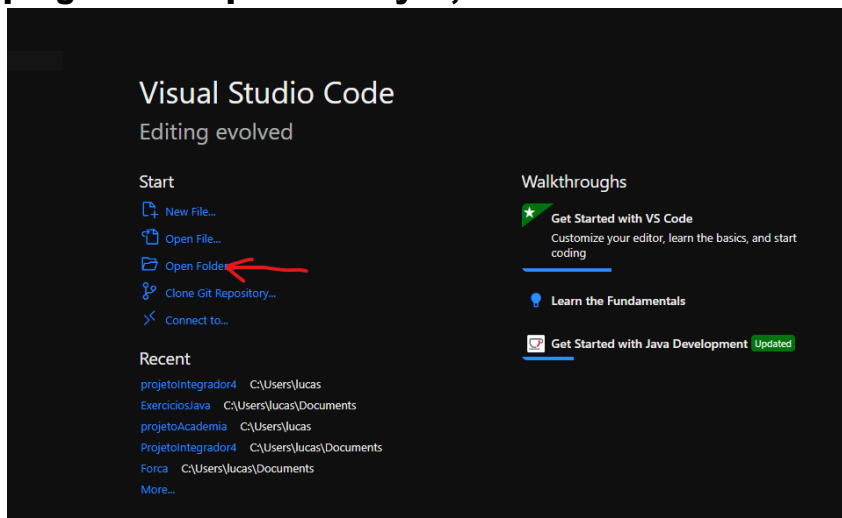 Visual Studio Code
Editing evolved
Start
New File...
Open File...
Open Folder
Clone Git Repository...
Connect to...
Recent
projetoIntegrador4 C:\Users\lucas
ExerciciosJava C:\Users\lucas\Documents
projetoAcademia C:\Users\lucas
ProjetoIntegrador4 C:\Users\lucas\Documents
Forca C:\Users\lucas\Documents
More...
Walkthroughs
Get Started with VS Code
Customize your editor, learn the basics, and start
coding
Learn the Fundamentals
Get Started with Java Development Updated